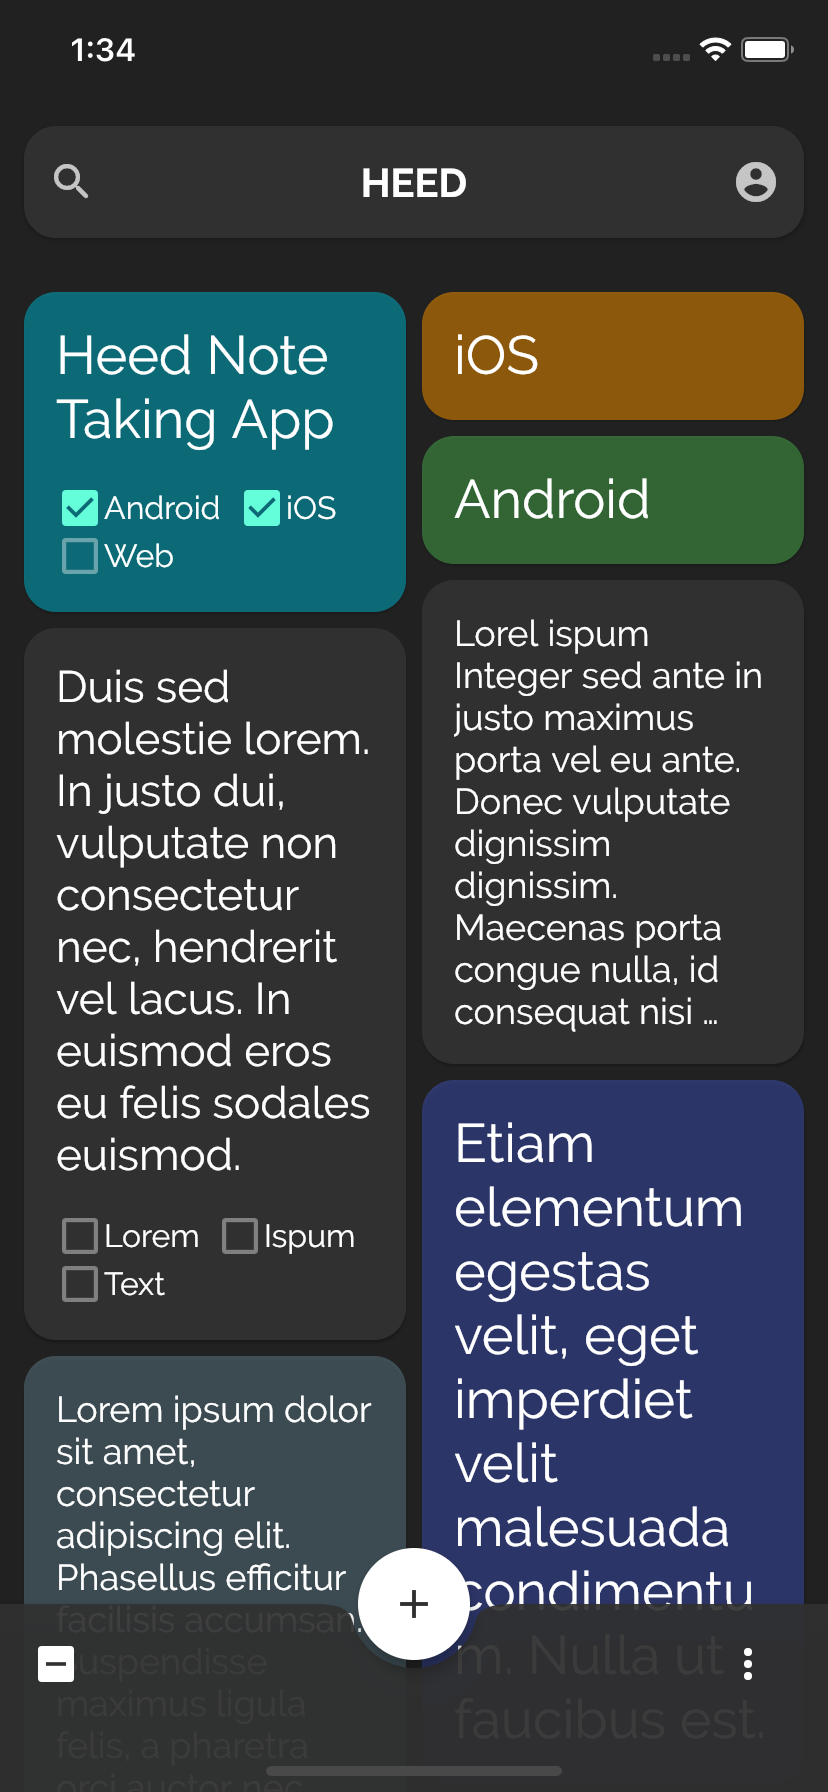 1:34
HEED
Heed Note
Taking App
Android
iOS
Web
Duis sed
molestie lorem.
In justo dui,
vulputate non
consectetur
nec, hendrerit
vel lacus. In
euismod eros
eu felis sodales
euismod.
Lorem
Ispum
Text
Lorem ipsum dolor
sit amet,
consectetur
adipiscing elit.
Phasellus efficitur
facilisis accumsan.
uspendisse
maximus ligula
felis, a pharetra
orci auctor nec
iOS
Android
Lorel ispum
Integer sed ante in
justo maximus
porta vel eu ante.
Donec vulputate
dignissim
dignissim.
Maecenas porta
congue nulla, id
consequat nisi ...
Etiam
elementum
egestas
velit, eget
imperdiet
velit
malesuada
condimentu
m. Nulla ut
faucibus est.